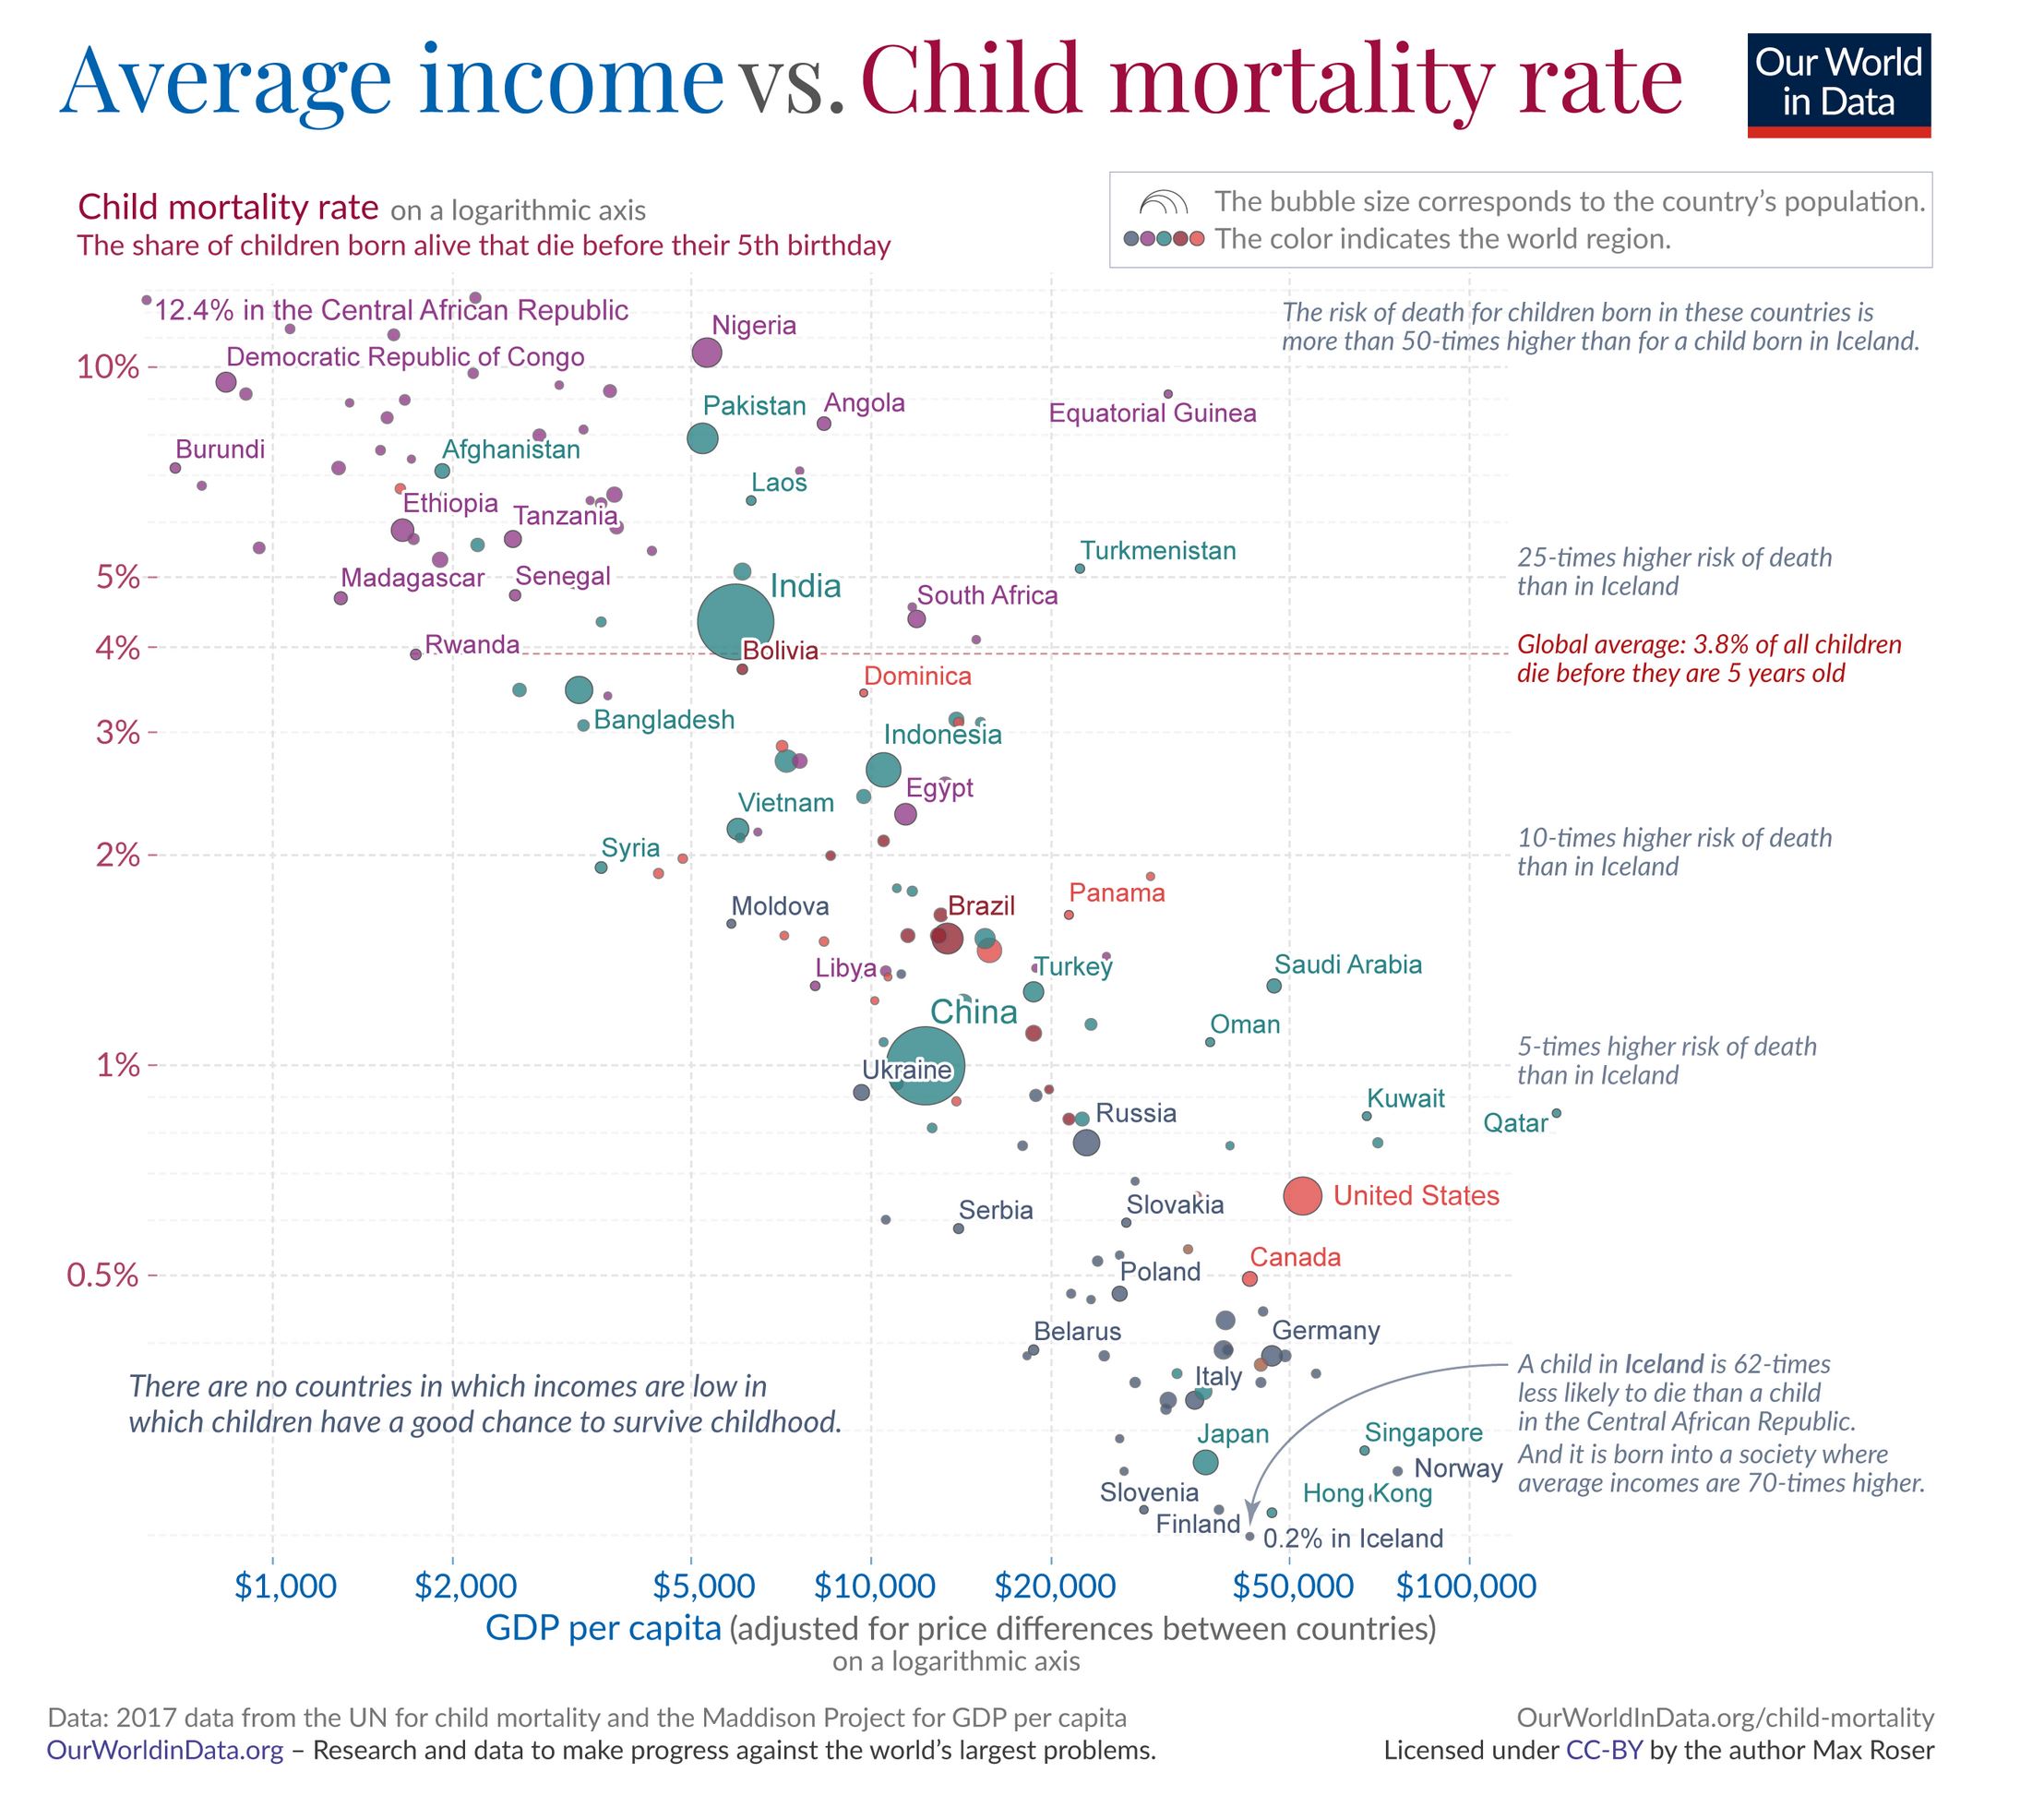 Average income vs. Child mortality rate
Our World
in Data
Child mortality rate on a logarithmic axis
The share of children born alive that die before their 5th birthday
The bubble size corresponds to the country's population.
The color indicates the world region.
12.4% in the Central African Republic
The risk of death for children born in these countries is
more than 50-times higher than for a child born in Iceland.
Nigeria
Democratic Republic of Congo
10%
Pakistan
Angola
Equatorial Guinea
Burundi
Afghanistan
Laos
Ethiopia
Tanzania
Turkmenistan
25-times higher risk of death
than in Iceland
5%
Madagascar
Senegal
India
South Africa
4%
Rwanda
Bolivia
Global average: 3.8% of all children
die before they are 5 years old
Dominica
Bangladesh
3%
Indonesia
Egypt
Vietnam
10-times higher risk of death
than in Iceland
2%
Syria
Panama
Moldova
Brazil
Libya
Turkey
Saudi Arabia
China
Oman
5-times higher risk of death
than in Iceland
1%
Ukraine
Kuwait
Russia
Qatar
United States
Slovakia
Serbia
Canada
0.5%
Poland
Belarus
Germany
Italy
There are no countries in which incomes are low in
which children have a good chance to survive childhood.
A child in Iceland is 62-times
less likely to die than a child
in the Central African Republic.
And it is born into a society where
average incomes are 70-times higher.
Japan
Singapore
Norway
Slovenia
Hong Kong
Finland
0.2% in Iceland
$1,000
$2,000
$5,000
$10,000
$20,000
$50,000
$100,000
GDP per capita (adjusted for price differences between countries)
on a logarithmic axis
Data: 2017 data from the UN for child mortality and the Maddison Project for GDP per capita
OurWorldInData.org/child-mortality
OurWorldinData.org – Research and data to make progress against the world's largest problems.
Licensed under CC-BY by the author Max Roser